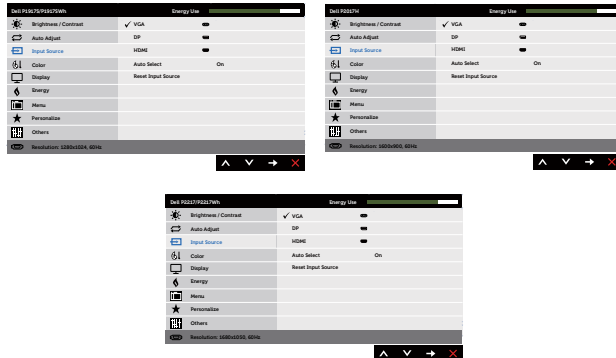 Dell P1917S/P1917SWh Energy Use
Brightness / Contrast ✓ VGA
Auto Adjust DP
Input Source HDMI
Color Auto Select On
Display Reset Input Source
Energy
Menu
Personalize
Others
Resolution: 1280x1024, 60Hz
Dell P2017H Energy Use
Brightness / Contrast ✓ VGA
Auto Adjust DP
Input Source HDMI
Color Auto Select On
Display Reset Input Source
Energy
Menu
Personalize
Others
Resolution: 1600x900, 60Hz
Dell P2217/P2217Wh Energy Use
Brightness / Contrast ✓ VGA
Auto Adjust DP
Input Source HDMI
Color Auto Select On
Display Reset Input Source
Energy
Menu
Personalize
Others
Resolution: 1680x1050, 60Hz